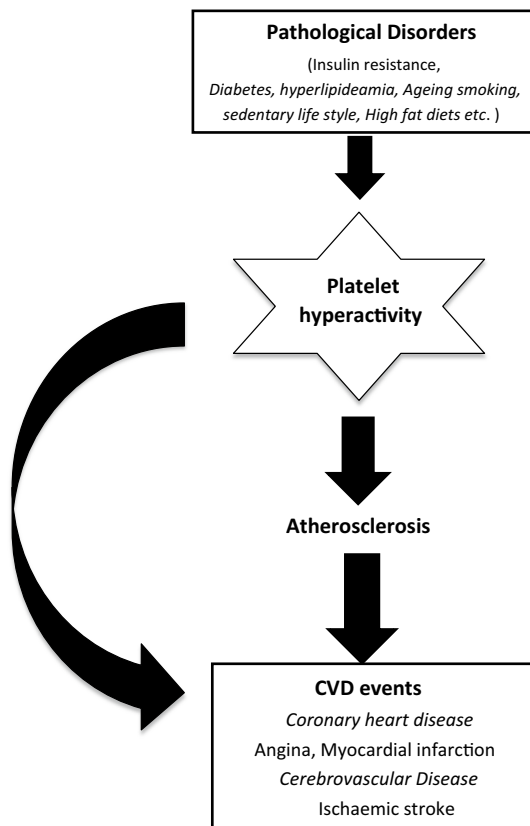 Pathological Disorders
(Insulin resistance,
Diabetes, hyperlipideamia, Ageing smoking,
sedentary life style, High fat diets etc. )
Platelet
hyperactivity
Atherosclerosis
CVD events
Coronary heart disease
Angina, Myocardial infarction
Cerebrovascular Disease
Ischaemic stroke